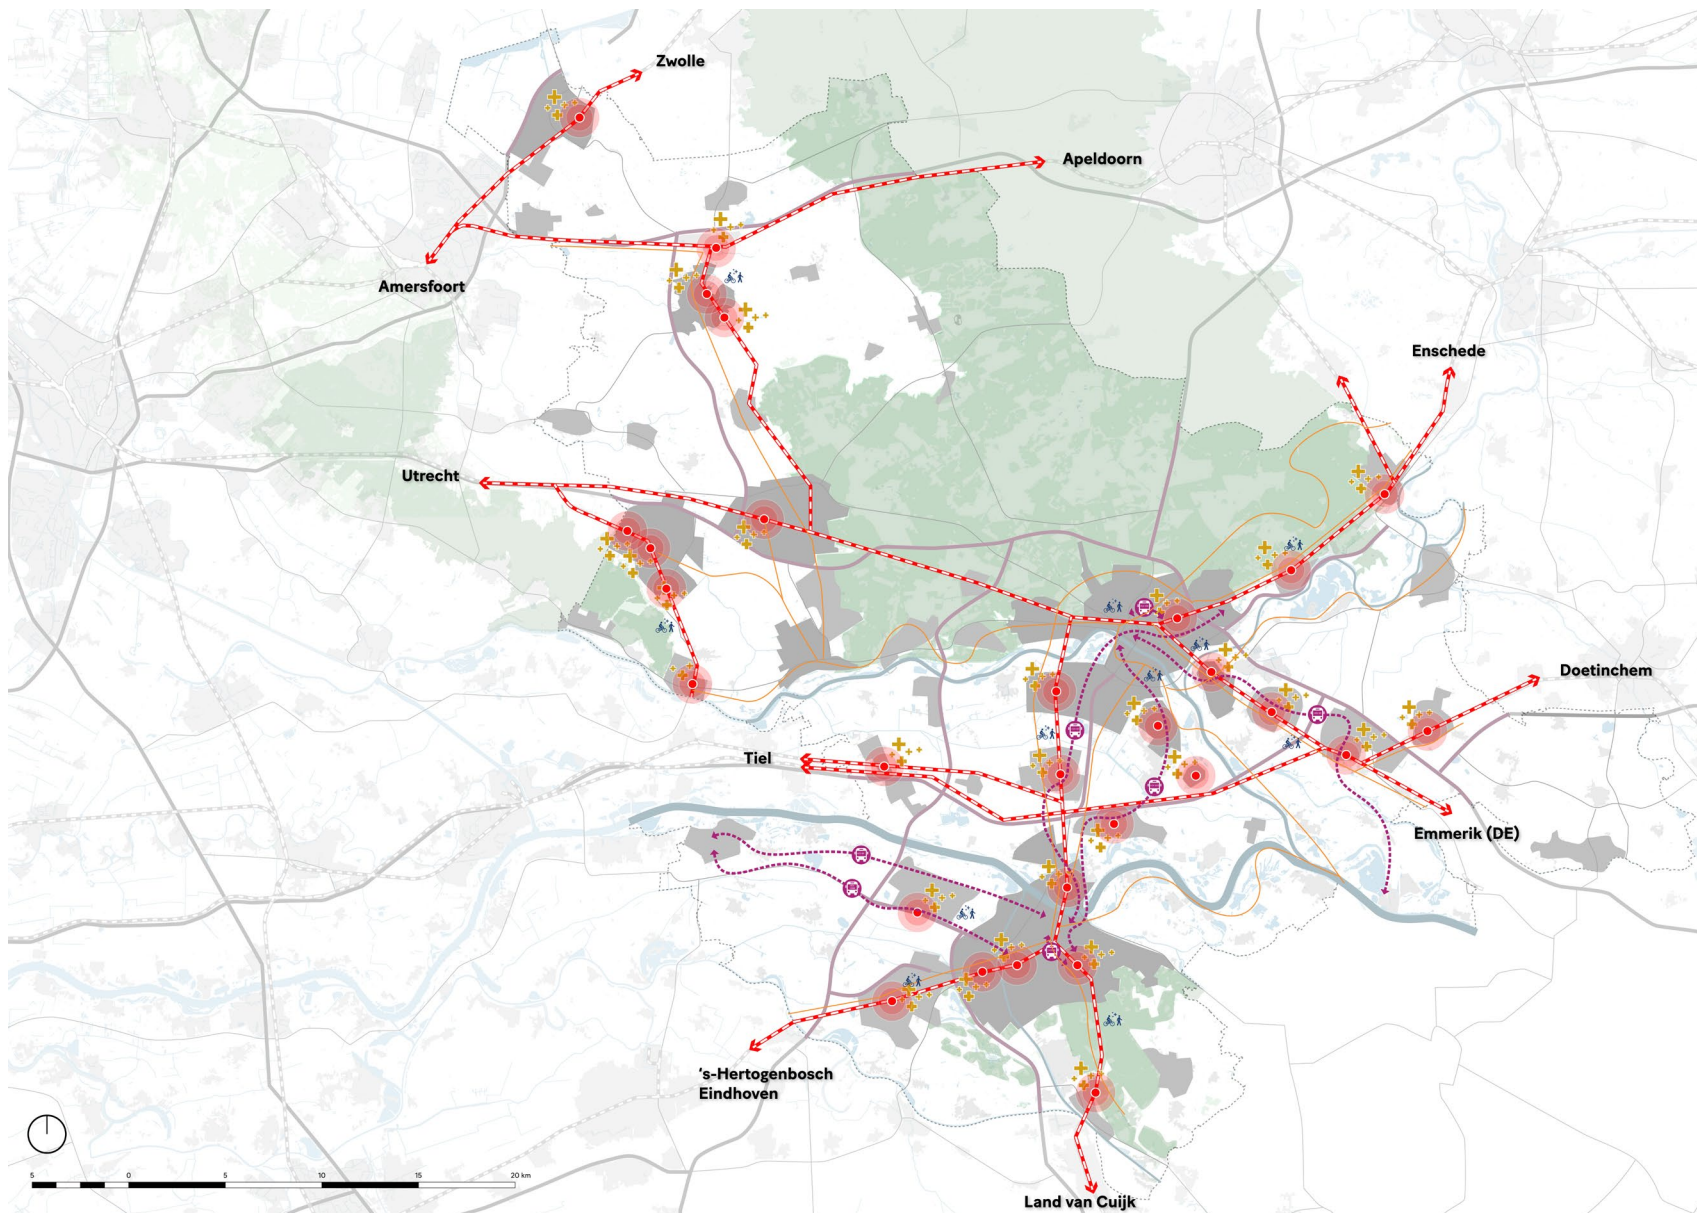 Zwolle
Apeldoorn
Amersfoort
Enschede
Utrecht
Doetinchem
Tiel
Emmerik (DE)
's-Hertogenbosch
Eindhoven
5 0 5 10 15 20 km
Land van Cuijk